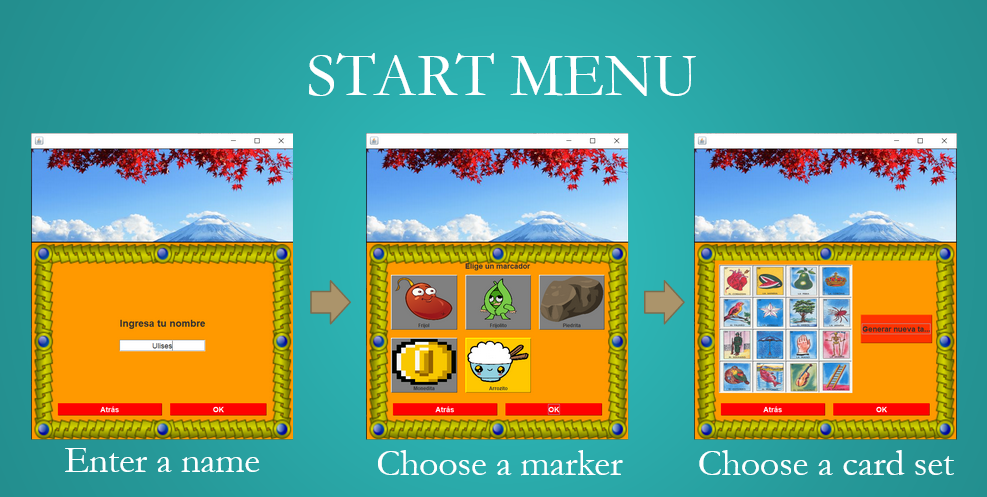 START MENU
Ingresa tu nombre
Ulises
Atrás
OK
Enter a name
Elige un marcador
Frijol
Frijolito
Piedrita
Monedita
Arrozito
Atrás
OK
Choose a marker
Generar nueva ta...
Atrás
OK
Choose a card set